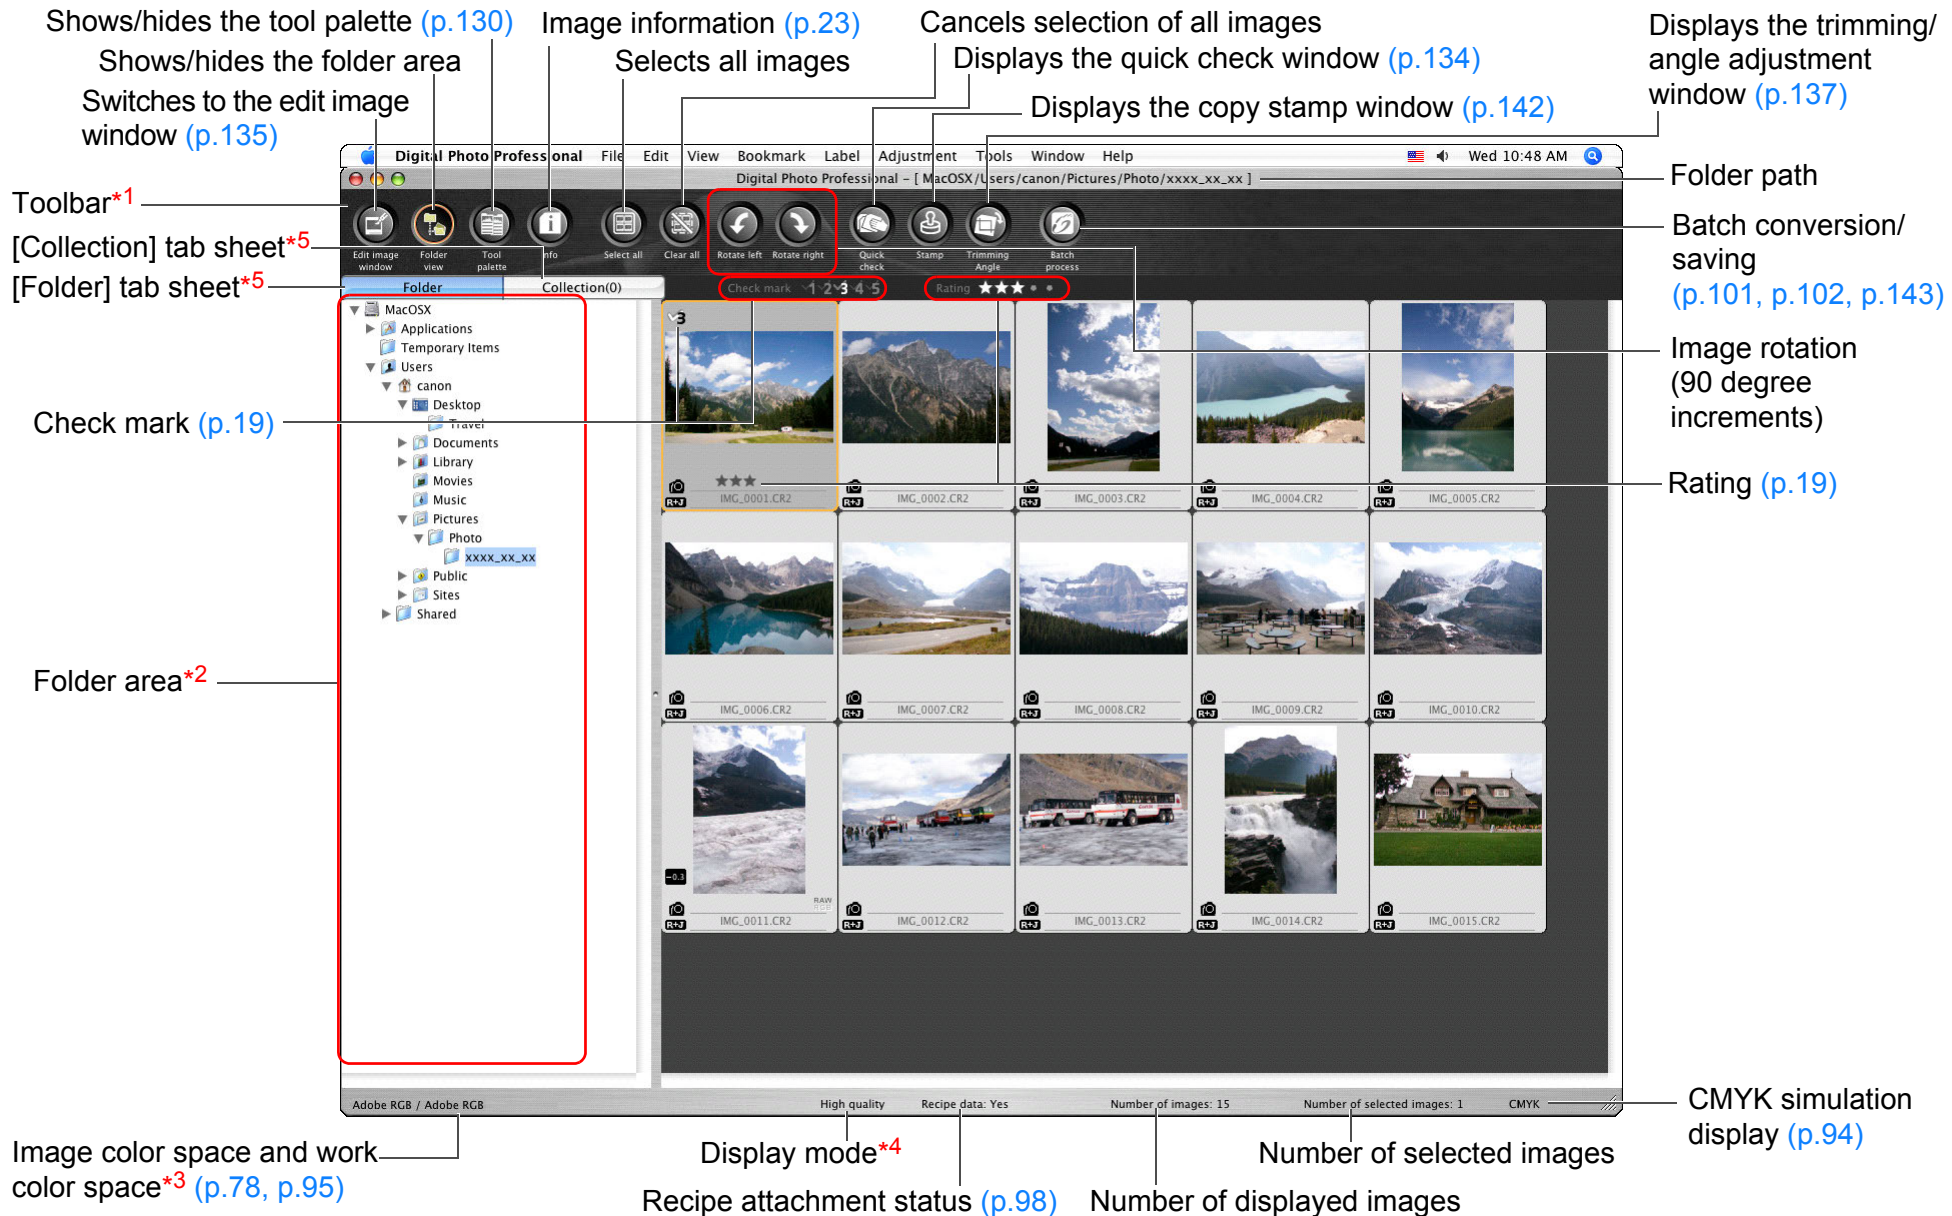 Shows/hides the tool palette (p.130)
Image information (p.23)
Cancels selection of all images
Displays the trimming/
angle adjustment
window (p.137)
Shows/hides the folder area
Selects all images
Displays the quick check window (p.134)
Switches to the edit image
window (p.135)
Displays the copy stamp window (p.142)
Digital Photo Professional File Edit View Bookmark Label Adjustment Tools Window Help
Wed 10:48 AM
Digital Photo Professional – [ MacOSX/Users/canon/Pictures/Photo/xxxx_xx_xx ]
Folder path
Toolbar*1
[Collection] tab sheet*5
[Folder] tab sheet*5
Edit image
window
Folder
view
Tool
palette
Info
Select all
Clear all
Rotate left
Rotate right
Quick
check
Stamp
Trimming
Angle
Batch
process
Batch conversion/
saving
(p.101, p.102, p.143)
Folder
Collection(0)
Check mark 1 2 3 4 5
Rating
MacOSX
Applications
Temporary Items
Users
canon
Desktop
Travel
Documents
Library
Movies
Music
Pictures
Photo
xxxx_xx_xx
Public
Sites
Shared
Image rotation
(90 degree
increments)
Check mark (p.19)
Rating (p.19)
Folder area*2
3
R+J IMG_0001.CR2
R+J IMG_0002.CR2
R+J IMG_0003.CR2
R+J IMG_0004.CR2
R+J IMG_0005.CR2
R+J IMG_0006.CR2
R+J IMG_0007.CR2
R+J IMG_0008.CR2
R+J IMG_0009.CR2
R+J IMG_0010.CR2
−0.3
RAW
RGB
R+J IMG_0011.CR2
R+J IMG_0012.CR2
R+J IMG_0013.CR2
R+J IMG_0014.CR2
R+J IMG_0015.CR2
Adobe RGB / Adobe RGB
High quality
Recipe data: Yes
Number of images: 15
Number of selected images: 1
CMYK
CMYK simulation
display (p.94)
Image color space and work
color space*3 (p.78, p.95)
Display mode*4
Number of selected images
Recipe attachment status (p.98)
Number of displayed images